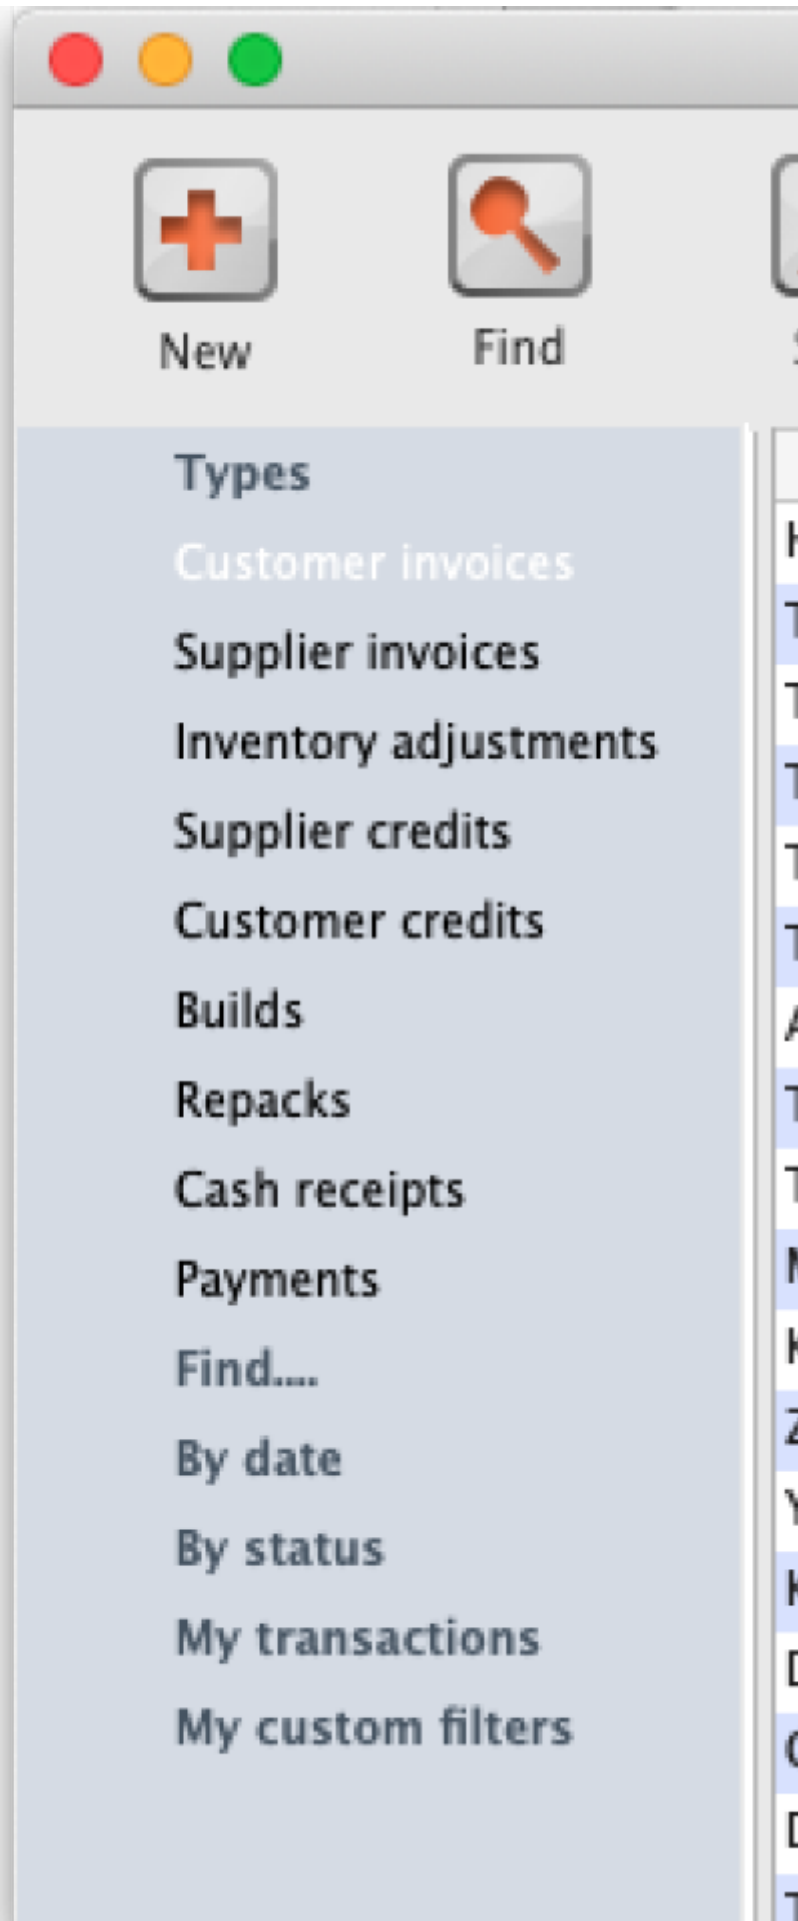 New
Find
Types
Customer invoices
Supplier invoices
Inventory adjustments
Supplier credits
Customer credits
Builds
Repacks
Cash receipts
Payments
Find....
By date
By status
My transactions
My custom filters